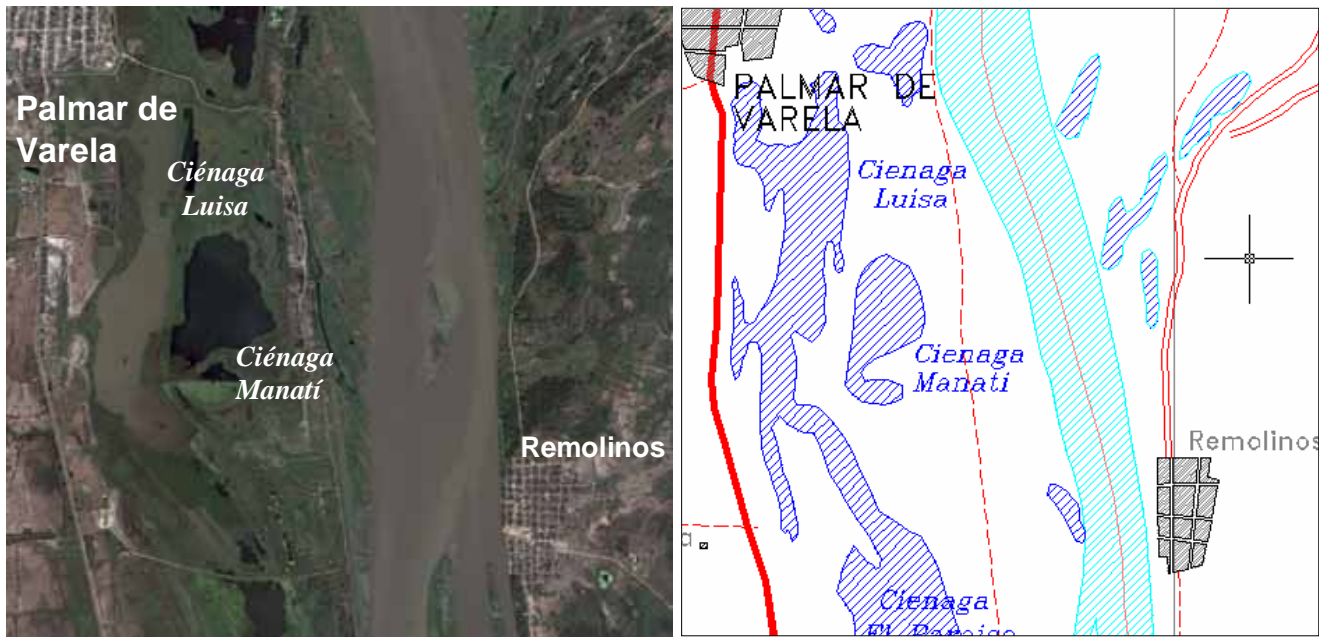 Palmar de
Varela
Ciénaga
Luisa
Ciénaga
Manatí
Remolinos
PALMAR DE
VARELA
Cienaga
Luisa
Cienaga
Manati
Remolinos
a
Cienaga